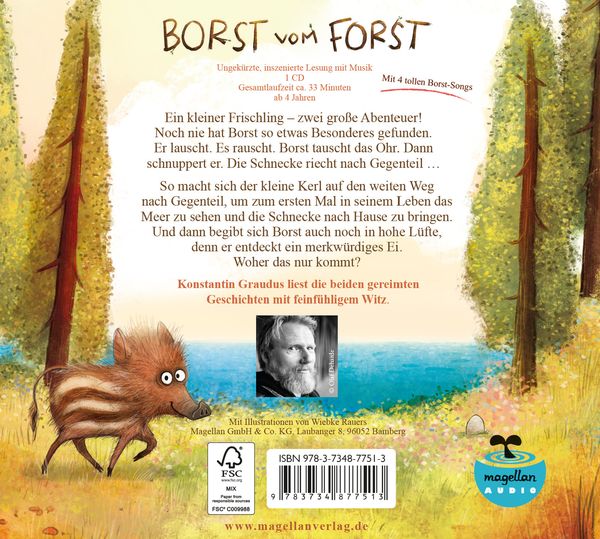 BORST VOM FORST
Ungekürzte, inszenierte Lesung mit Musik
1 CD
Gesamtlaufzeit ca. 33 Minuten
ab 4 Jahren
Mit 4 tollen Borst-Songs
Ein kleiner Frischling – zwei große Abenteuer!
Noch nie hat Borst so etwas Besonderes gefunden.
Er lauscht. Es rauscht. Borst tauscht das Ohr. Dann
schnuppert er. Die Schnecke riecht nach Gegenteil …
So macht sich der kleine Kerl auf den weiten Weg
nach Gegenteil, um zum ersten Mal in seinem Leben das
Meer zu sehen und die Schnecke nach Hause zu bringen.
Und dann begibt sich Borst auch noch in hohe Lüfte,
denn er entdeckt ein merkwürdiges Ei.
Woher das nur kommt?
Konstantin Graudus liest die beiden gereimten
Geschichten mit feinfühligem Witz.
Mit Illustrationen von Wiebke Rauers
Magellan GmbH & Co. KG, Laubanger 8, 96052 Bamberg
FSC
www.fsc.org
MIX
Paper from
responsible sources
FSC® C009988
ISBN 978-3-7348-7751-3
9 783734 877513
magellan
AUDIO
www.magellanverlag.de